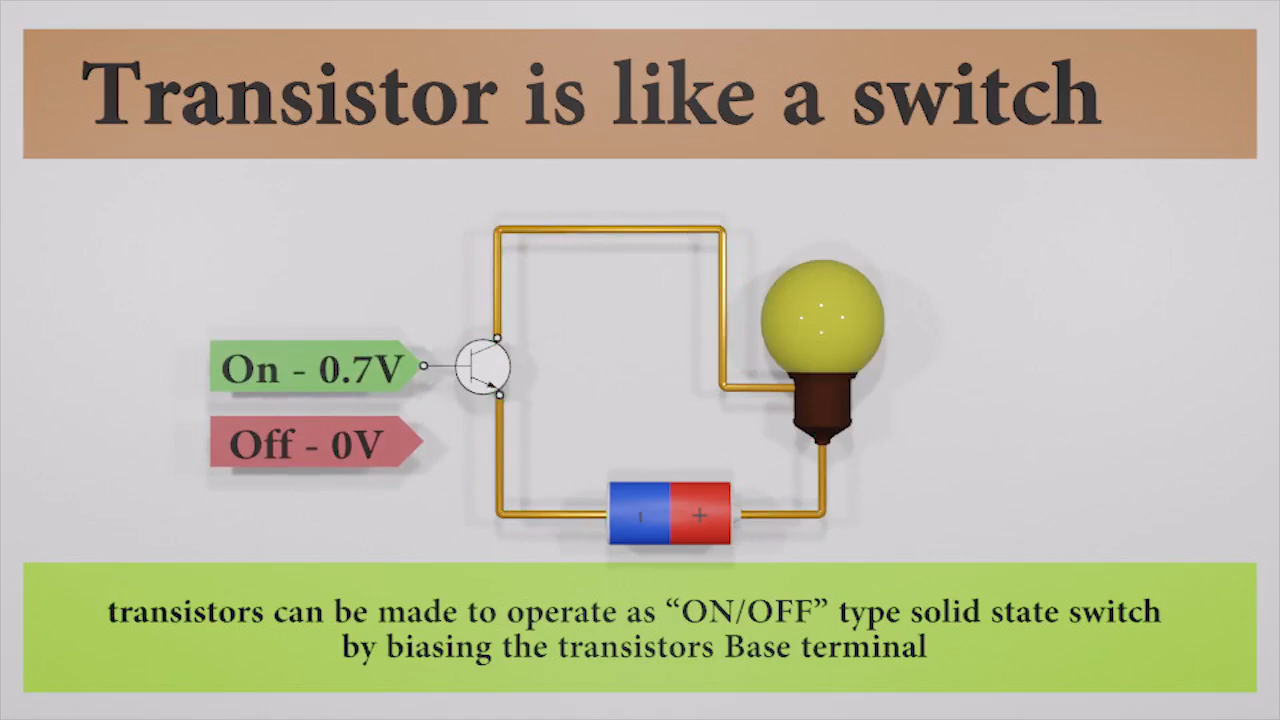 Transistor is like a switch
On - 0.7V
Off - 0V
- +
transistors can be made to operate as “ON/OFF” type solid state switch
by biasing the transistors Base terminal